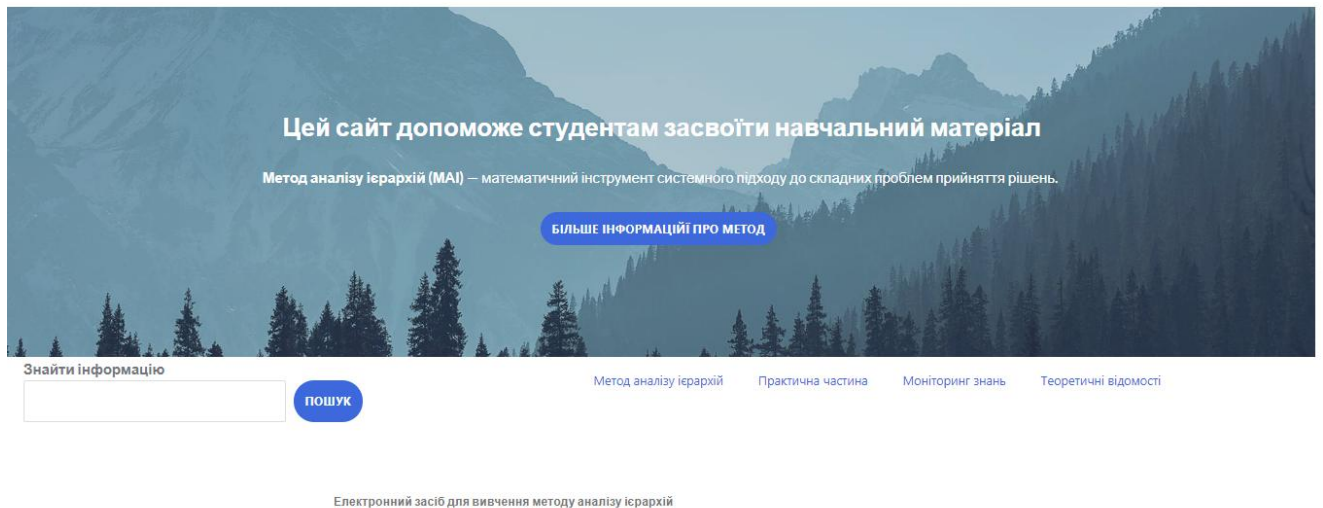 Цей сайт допоможе студентам засвоїти навчальний матеріал
Метод аналізу ієрархій (МАІ) — математичний інструмент системного підходу до складних проблем прийняття рішень.
БІЛЬШЕ ІНФОРМАЦІЙЇ ПРО МЕТОД
Знайти інформацію
ПОШУК
Метод аналізу ієрархій Практична частина Моніторинг знань Теоретичні відомості
Електронний засіб для вивчення методу аналізу ієрархій